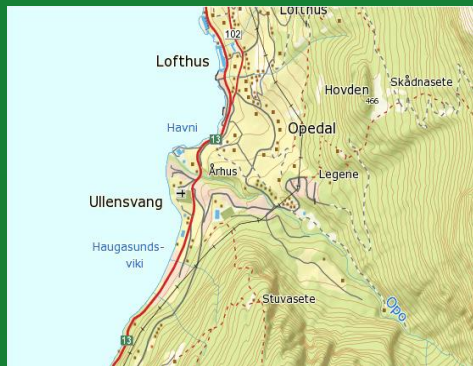 Lofthus
102
Lofthus
Skådnasete
Hovden
466
Havni
13
Opedal
Århus
Legene
Ullensvang
Haugasunds-
viki
Stuvasete
Opo
13